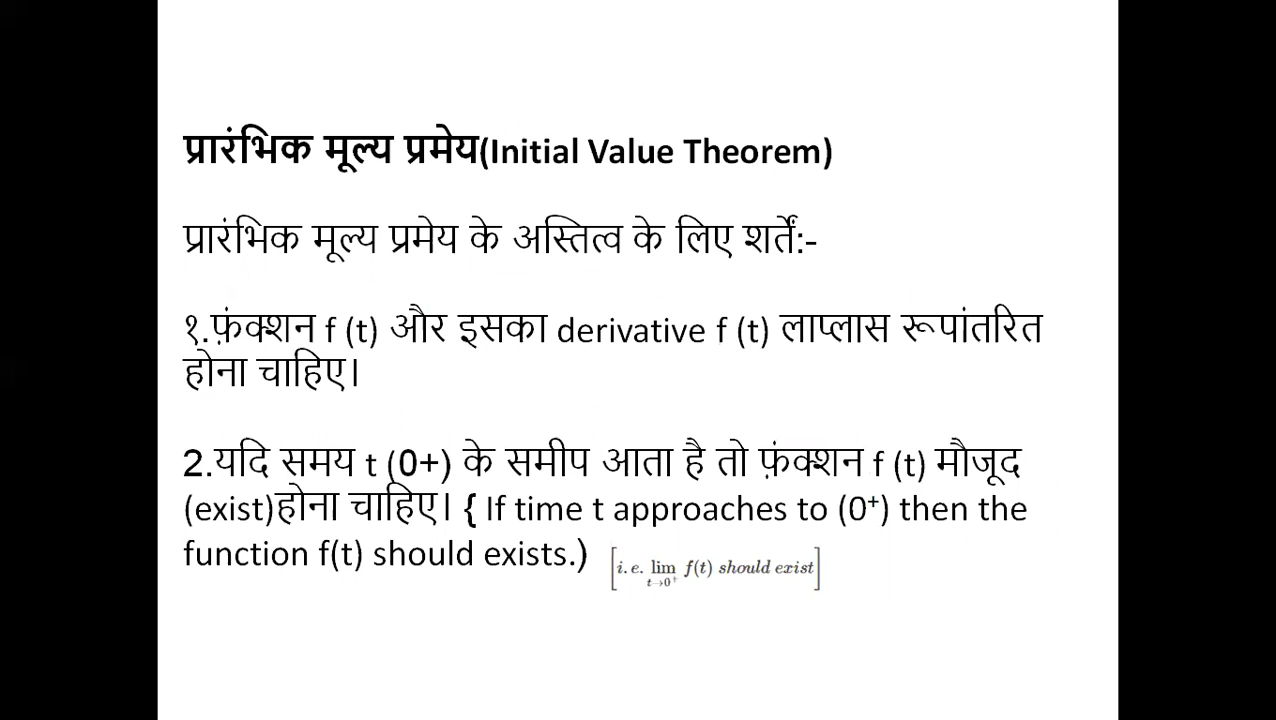 प्रारंभिक मूल्य प्रमेय(Initial Value Theorem)
प्रारंभिक मूल्य प्रमेय के अस्तित्व के लिए शर्तें:-
१.फ़ंक्शन f (t) और इसका derivative f (t) लाप्लास रूपांतरित
होना चाहिए।
2.यदि समय t (0+) के समीप आता है तो फ़ंक्शन f (t) मौजूद
(exist)होना चाहिए। { If time t approaches to (0⁺) then the
function f(t) should exists.) [i.e. lim t→0⁺ f(t) should exist]